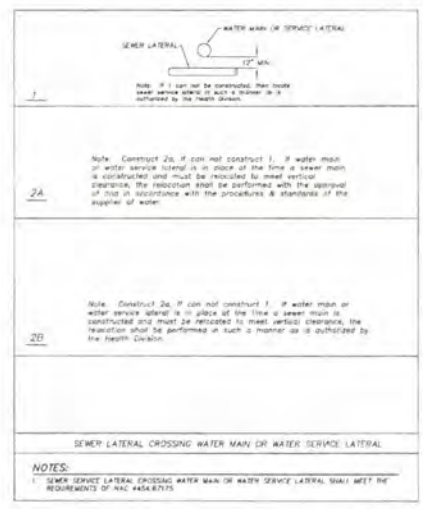 WATER MAIN OR SERVICE LATERAL
SEWER LATERAL
12" MIN.
Note: If 1 can not be constructed, then locate
sewer service lateral in such a manner as is
authorized by the Health Division.
1
Note: Construct 2a, if can not construct 1. If water main
or water service lateral is in place at the time a sewer main
is constructed and must be relocated to meet vertical
clearance, the relocation shall be performed with the approval
of and in accordance with the procedures & standards of the
supplier of water.
2A
Note: Construct 2a, if can not construct 1. If water main or
water service lateral is in place at the time a sewer main is
constructed and must be relocated to meet vertical clearance, the
relocation shall be performed in such a manner as is authorized by
the Health Division.
2B
SEWER LATERAL CROSSING WATER MAIN OR WATER SERVICE LATERAL
NOTES:
1. SEWER SERVICE LATERAL CROSSING WATER MAIN OR WATER SERVICE LATERAL SHALL MEET THE
REQUIREMENTS OF NAC #454.67175